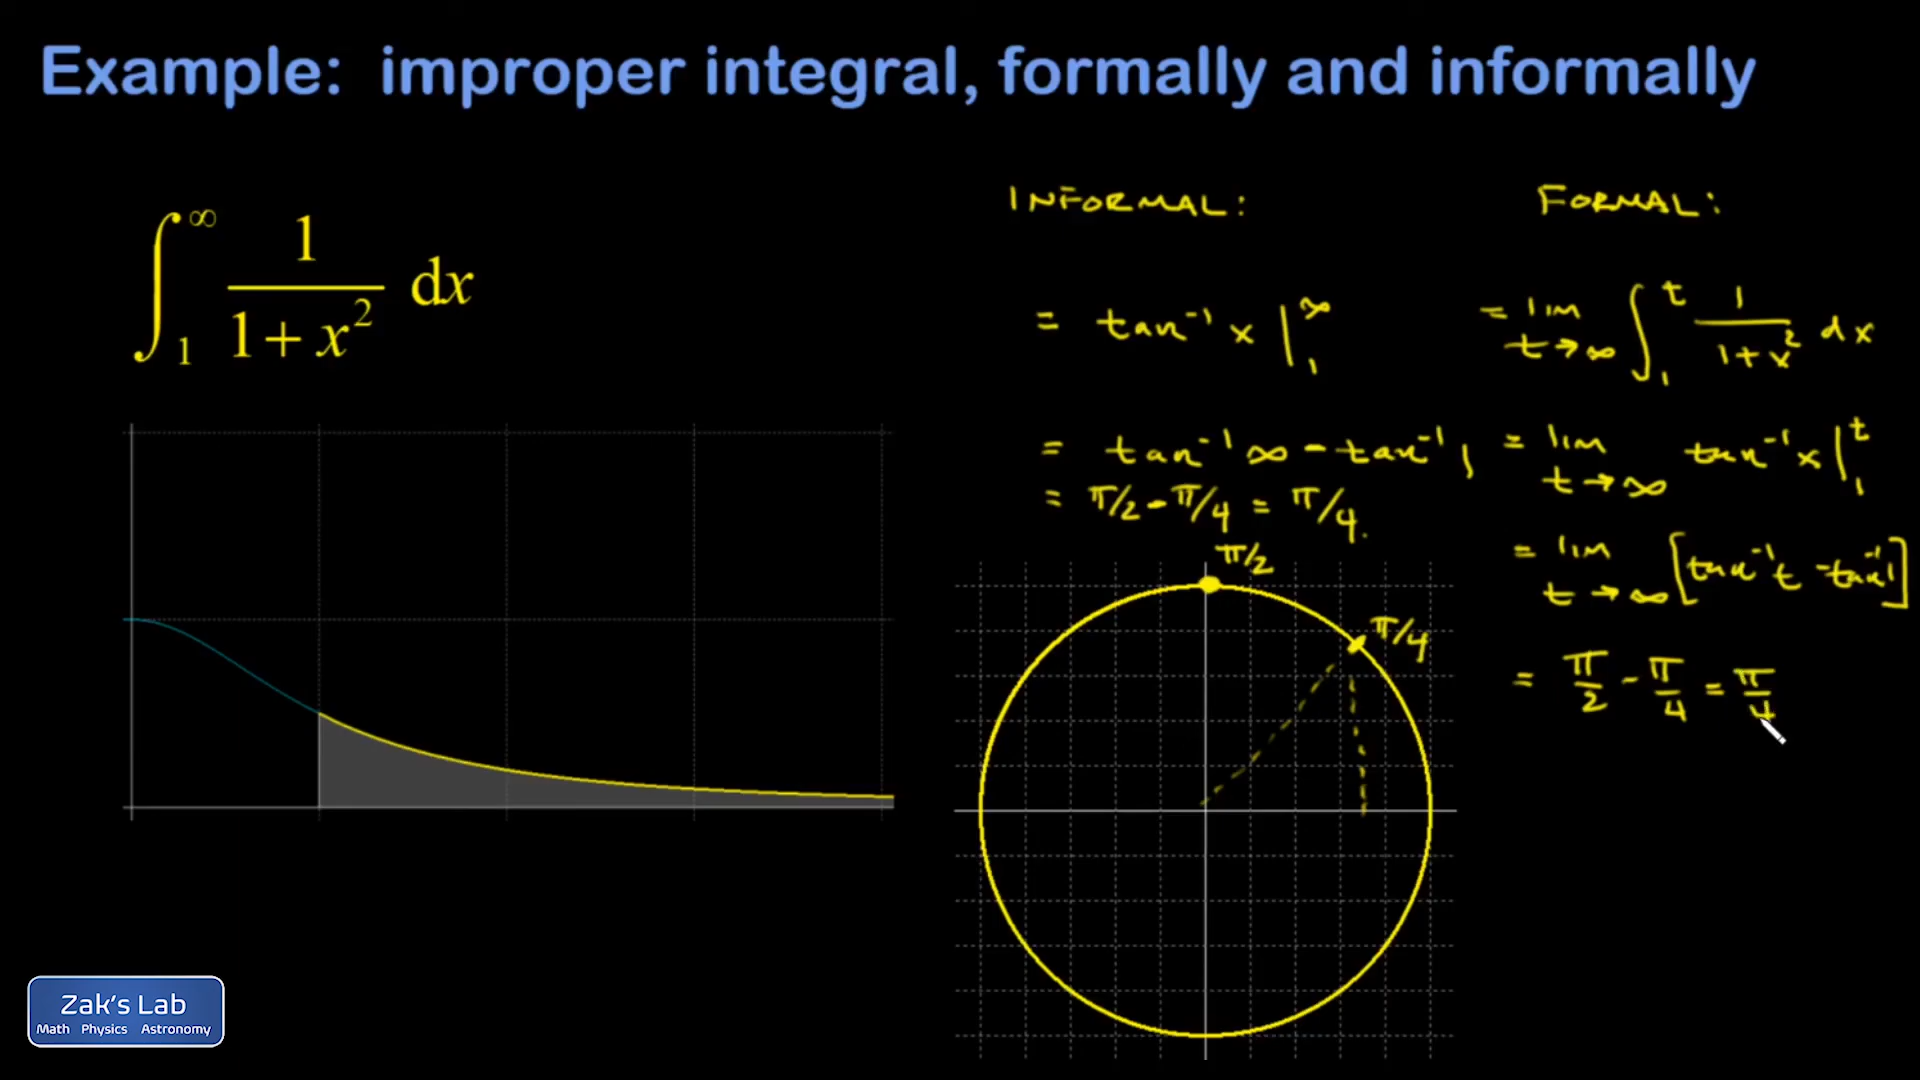 Example: improper integral, formally and informally
∫₁^∞ 1/(1+x²) dx
INFORMAL:
= tan⁻¹ x |₁^∞
= tan⁻¹ ∞ - tan⁻¹ 1
= π/2 - π/4 = π/4.
π/2
π/4
FORMAL:
= lim t→∞ ∫₁^t 1/(1+x²) dx
= lim t→∞ tan⁻¹ x |₁^t
= lim t→∞ [tan⁻¹ t - tan⁻¹ 1]
= π/2 - π/4 = π/4
Zak's Lab
Math Physics Astronomy